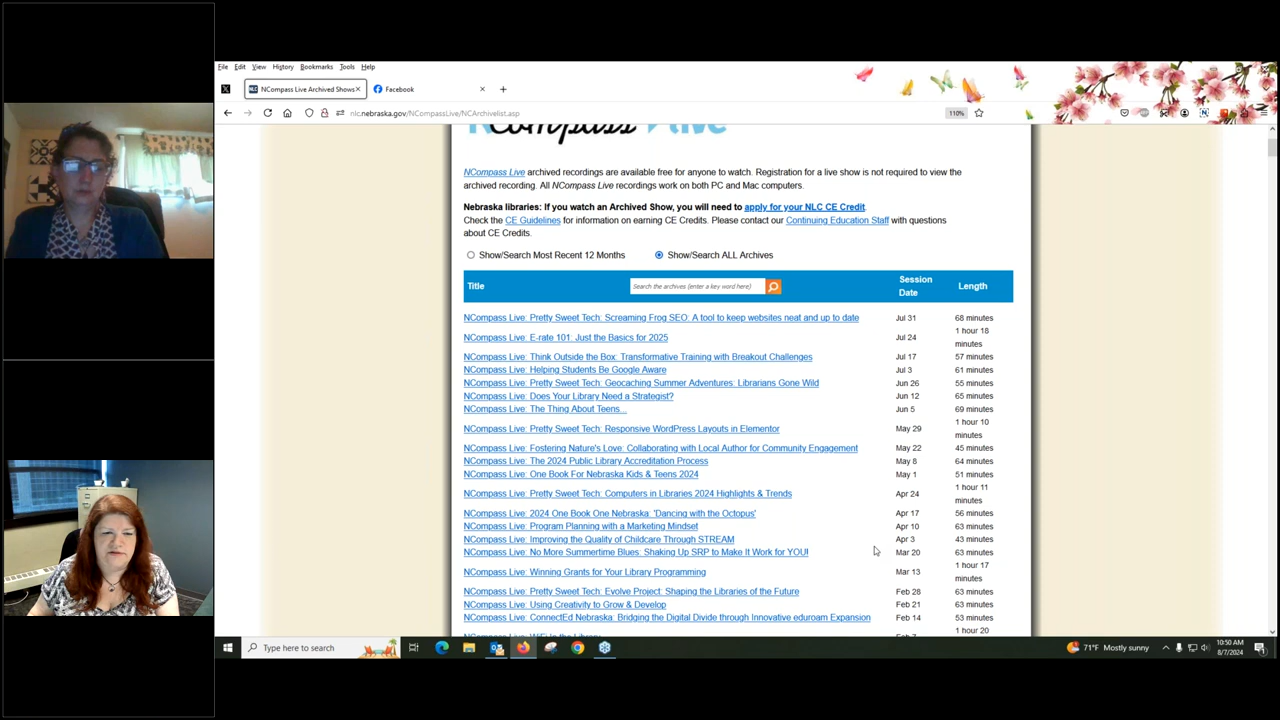 File Edit View History Bookmarks Tools Help
NCompass Live Archived Shows
Facebook
nlc.nebraska.gov/NCompassLive/NCArchivelist.asp
110%
NCompass Live
NCompass Live archived recordings are available free for anyone to watch. Registration for a live show is not required to view the
archived recording. All NCompass Live recordings work on both PC and Mac computers.
Nebraska libraries: If you watch an Archived Show, you will need to apply for your NLC CE Credit.
Check the CE Guidelines for information on earning CE Credits. Please contact our Continuing Education Staff with questions
about CE Credits.
Show/Search Most Recent 12 Months Show/Search ALL Archives
Title Search the archives (enter a key word here) Session Date Length
NCompass Live: Pretty Sweet Tech: Screaming Frog SEO: A tool to keep websites neat and up to date Jul 31 68 minutes
NCompass Live: E-rate 101: Just the Basics for 2025 Jul 24 1 hour 18 minutes
NCompass Live: Think Outside the Box: Transformative Training with Breakout Challenges Jul 17 57 minutes
NCompass Live: Helping Students Be Google Aware Jul 3 61 minutes
NCompass Live: Pretty Sweet Tech: Geocaching Summer Adventures: Librarians Gone Wild Jun 26 55 minutes
NCompass Live: Does Your Library Need a Strategist? Jun 12 65 minutes
NCompass Live: The Thing About Teens... Jun 5 69 minutes
NCompass Live: Pretty Sweet Tech: Responsive WordPress Layouts in Elementor May 29 1 hour 10 minutes
NCompass Live: Fostering Nature's Love: Collaborating with Local Author for Community Engagement May 22 45 minutes
NCompass Live: The 2024 Public Library Accreditation Process May 8 64 minutes
NCompass Live: One Book For Nebraska Kids & Teens 2024 May 1 51 minutes
NCompass Live: Pretty Sweet Tech: Computers in Libraries 2024 Highlights & Trends Apr 24 1 hour 11 minutes
NCompass Live: 2024 One Book One Nebraska: 'Dancing with the Octopus' Apr 17 56 minutes
NCompass Live: Program Planning with a Marketing Mindset Apr 10 63 minutes
NCompass Live: Improving the Quality of Childcare Through STREAM Apr 3 43 minutes
NCompass Live: No More Summertime Blues: Shaking Up SRP to Make It Work for YOU! Mar 20 63 minutes
NCompass Live: Winning Grants for Your Library Programming Mar 13 1 hour 17 minutes
NCompass Live: Pretty Sweet Tech: Evolve Project: Shaping the Libraries of the Future Feb 28 63 minutes
NCompass Live: Using Creativity to Grow & Develop Feb 21 63 minutes
NCompass Live: ConnectEd Nebraska: Bridging the Digital Divide through Innovative eduroam Expansion Feb 14 53 minutes
1 hour 20
Type here to search
71°F Mostly sunny
10:50 AM
8/7/2024